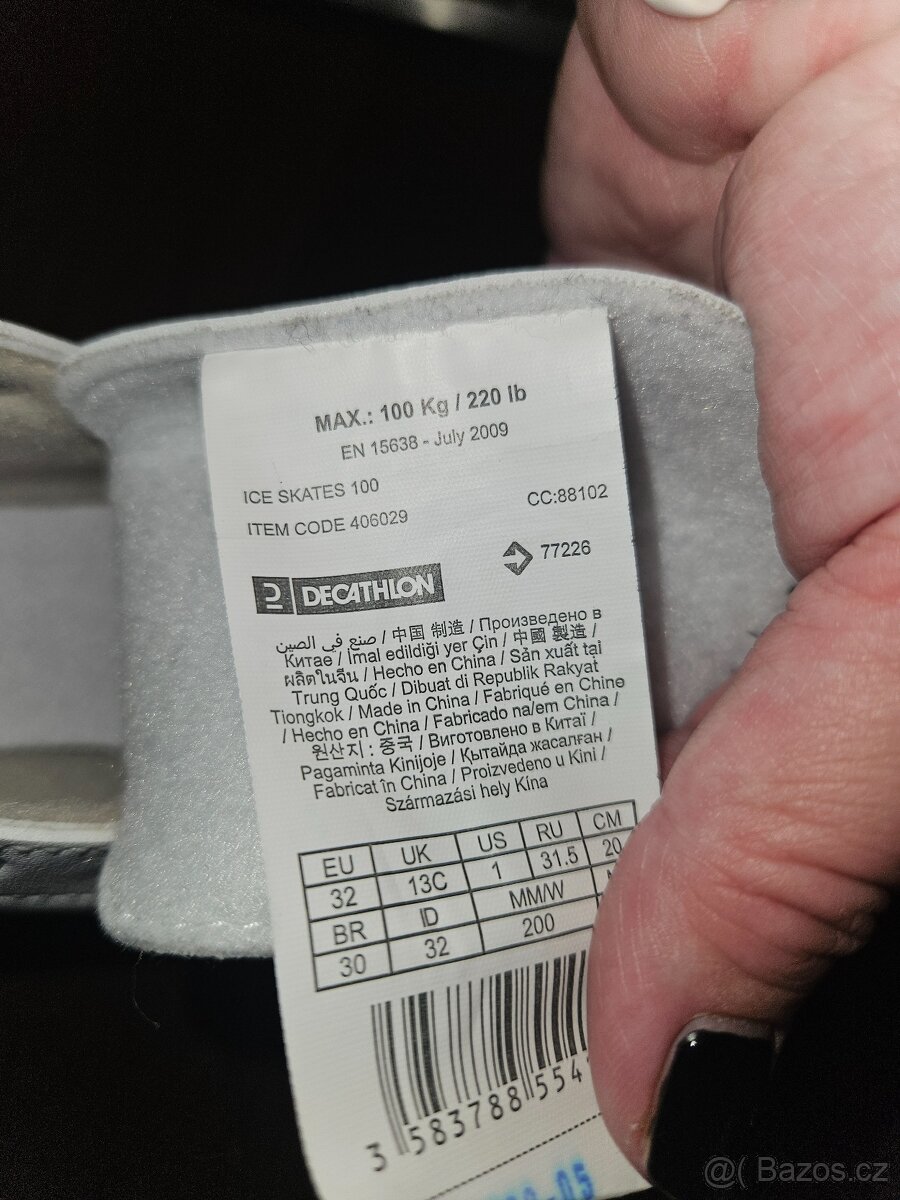 MAX.: 100 Kg / 220 lb
EN 15638 - July 2009
ICE SKATES 100
CC:88102
ITEM CODE 406029
77226
DECATHLON
صنع في الصين / 中国 制造 / Произведено в
Китае / İmal edildiği yer Çin / 中國 製造 /
ผลิตในจีน / Hecho en China / Sản xuất tại
Trung Quốc / Dibuat di Republik Rakyat
Tiongkok / Made in China / Fabriqué en Chine
/ Hecho en China / Fabricado na/em China /
원산지 : 중국 / Виготовлено в Китаї /
Pagaminta Kinijoje / Қытайда жасалған /
Fabricat în China / Proizvedeno u Kini /
Származási hely Kína
EU UK US RU CM
32 13C 1 31.5 20
BR ID MM/W
30 32 200
3 583788 554
-05
@( Bazos.cz